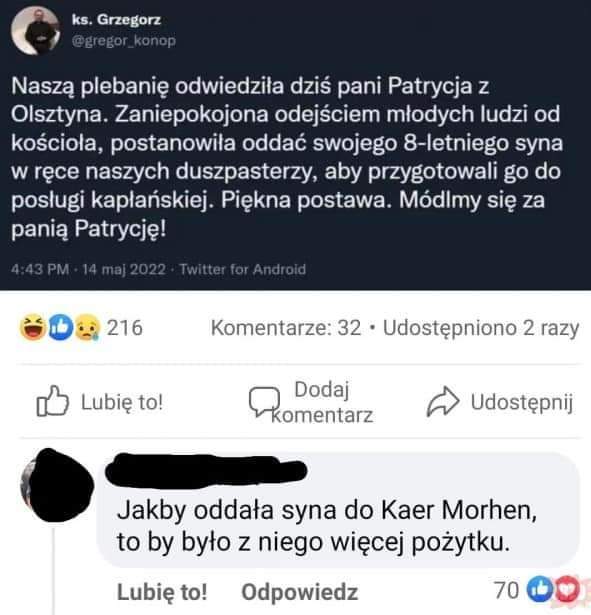 ks. Grzegorz
@gregor_konop
Naszą plebanię odwiedziła dziś pani Patrycja z
Olsztyna. Zaniepokojona odejściem młodych ludzi od
kościoła, postanowiła oddać swojego 8-letniego syna
w ręce naszych duszpasterzy, aby przygotowali go do
posługi kapłańskiej. Piękna postawa. Módlmy się za
panią Patrycję!
4:43 PM · 14 maj 2022 · Twitter for Android
216 Komentarze: 32 • Udostępniono 2 razy
Lubię to! Dodaj komentarz Udostępnij
Jakby oddała syna do Kaer Morhen,
to by było z niego więcej pożytku.
Lubię to! Odpowiedz 70